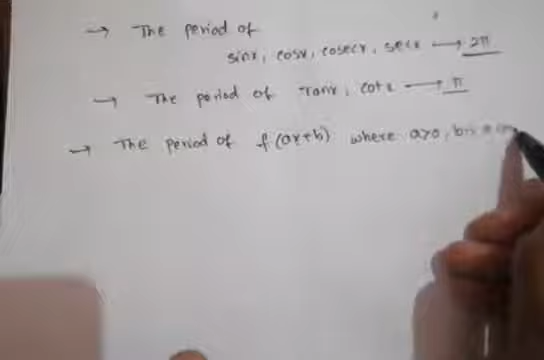 → The period of
sinx, cosx, cosecx, secx → 2π
→ The period of Tanx, cotx → π
→ The period of f(ax+b) where a>0, b